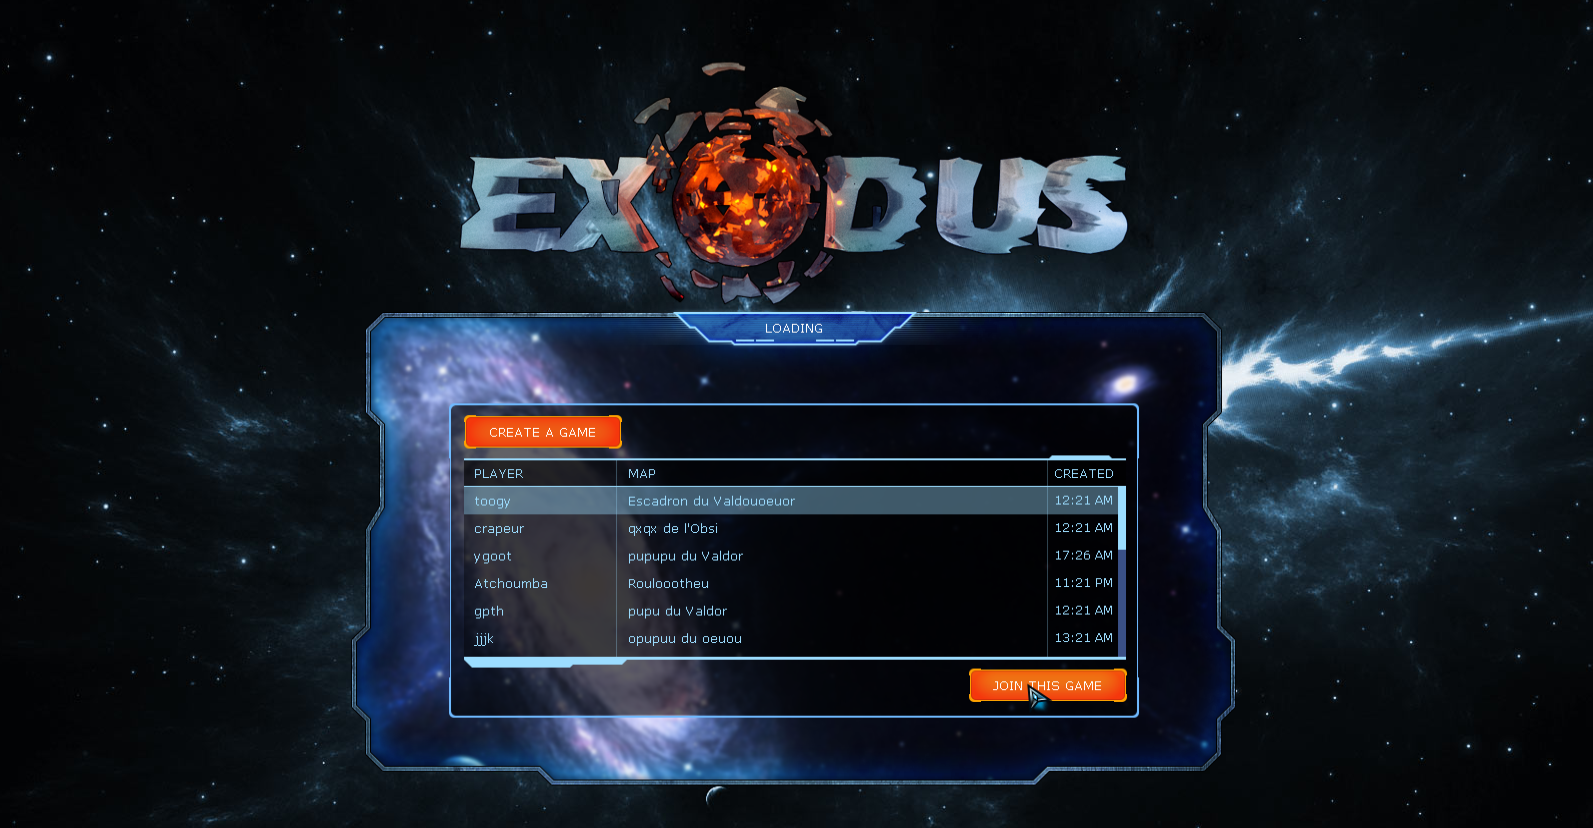 EXODUS
LOADING
CREATE A GAME
PLAYER MAP CREATED
toogy Escadron du Valdouoeuor 12:21 AM
crapeur qxqx de l'Obsi 12:21 AM
ygoot pupupu du Valdor 17:26 AM
Atchoumba Rouloootheu 11:21 PM
gpth pupu du Valdor 12:21 AM
jjjk opupuu du oeuou 13:21 AM
JOIN THIS GAME